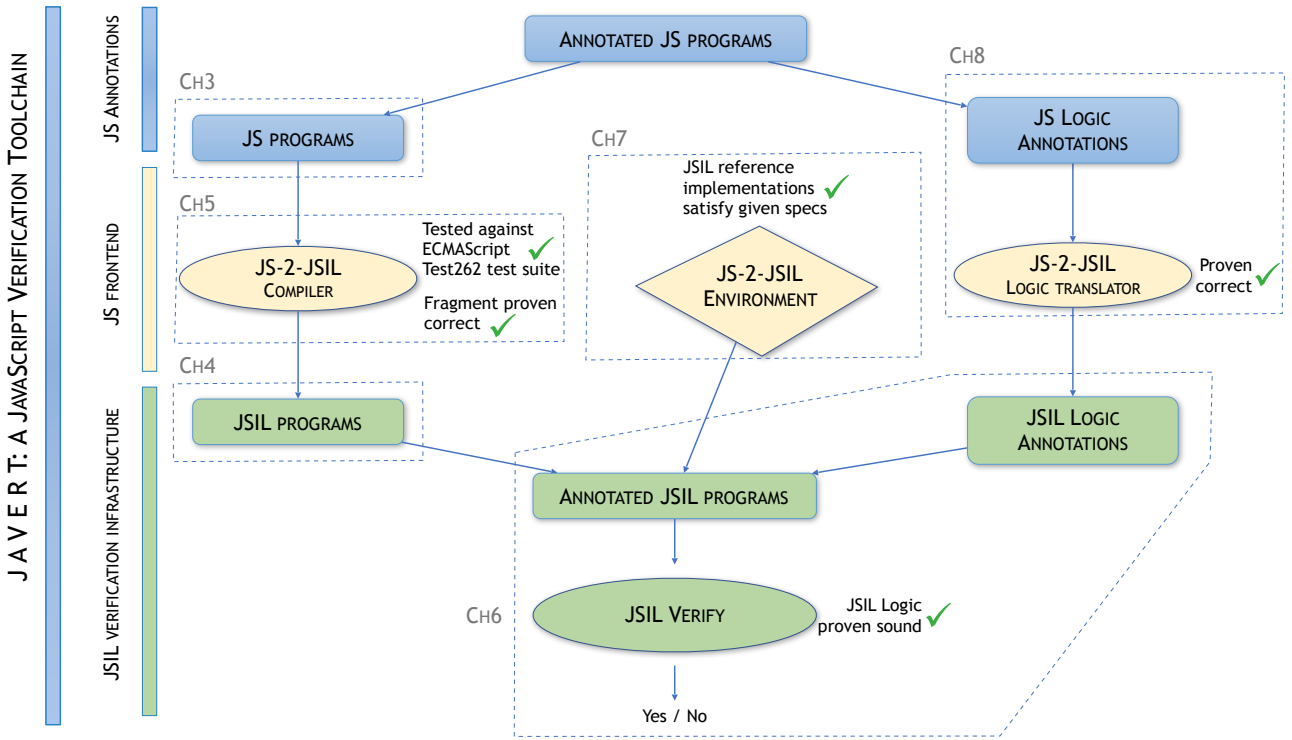 J A V E R T: A JAVASCRIPT VERIFICATION TOOLCHAIN
JS ANNOTATIONS
JS FRONTEND
JSIL VERIFICATION INFRASTRUCTURE
ANNOTATED JS PROGRAMS
CH3
JS PROGRAMS
CH8
JS LOGIC
ANNOTATIONS
CH7
JSIL reference
implementations
satisfy given specs
CH5
Tested against
ECMAScript
Test262 test suite
JS-2-JSIL
COMPILER
Fragment proven
correct
JS-2-JSIL
ENVIRONMENT
JS-2-JSIL
LOGIC TRANSLATOR
Proven
correct
CH4
JSIL PROGRAMS
JSIL LOGIC
ANNOTATIONS
ANNOTATED JSIL PROGRAMS
CH6
JSIL VERIFY
JSIL Logic
proven sound
Yes / No